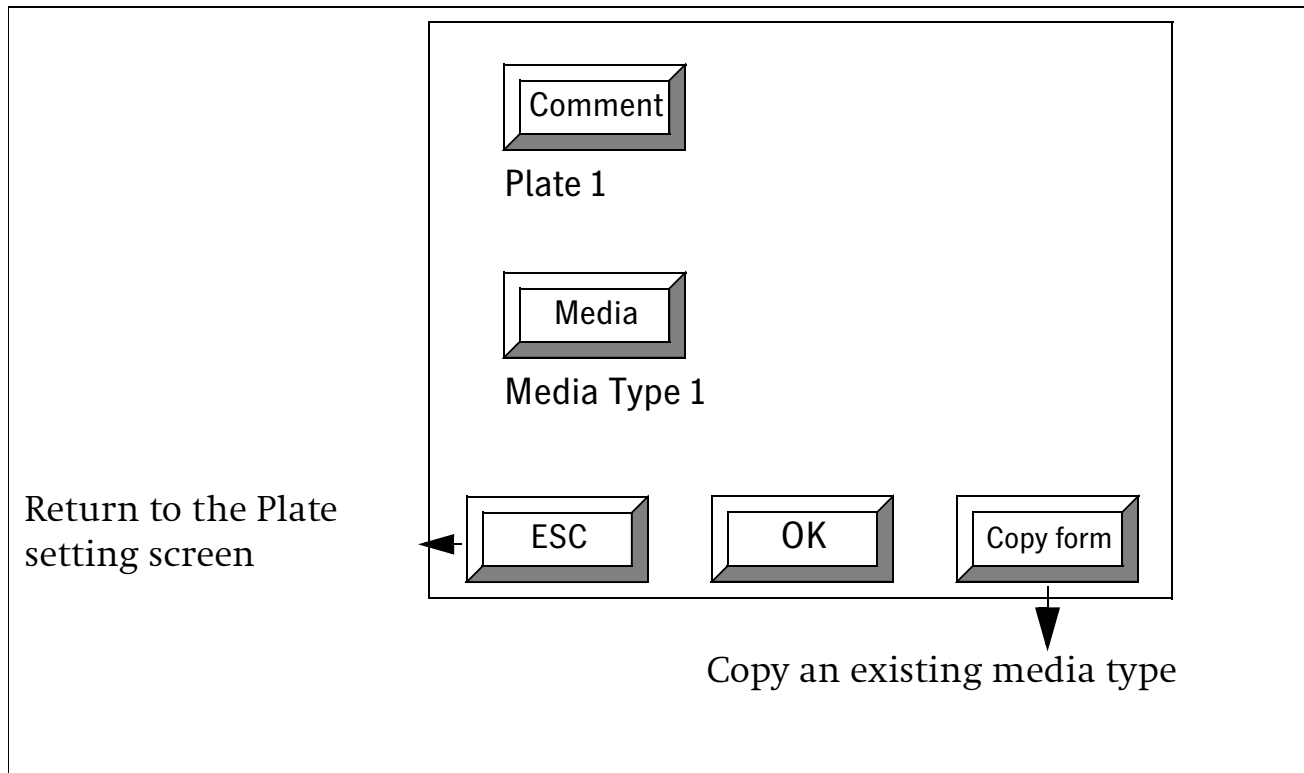 Comment
Plate 1
Media
Media Type 1
Return to the Plate
setting screen
ESC
OK
Copy form
Copy an existing media type